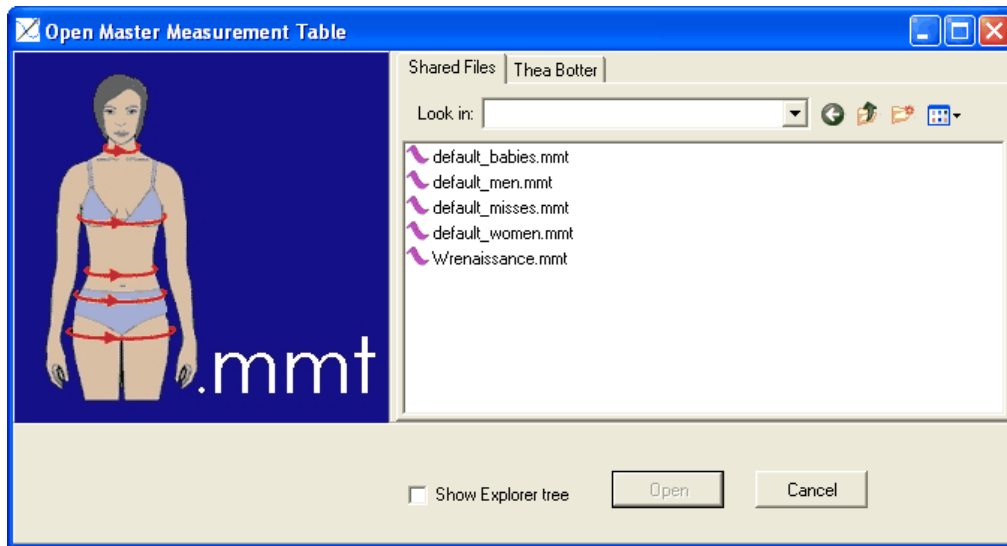 Open Master Measurement Table
Shared Files
Thea Botter
Look in:
default_babies.mmt
default_men.mmt
default_misses.mmt
default_women.mmt
Wrenaissance.mmt
.mmt
Show Explorer tree
Open
Cancel